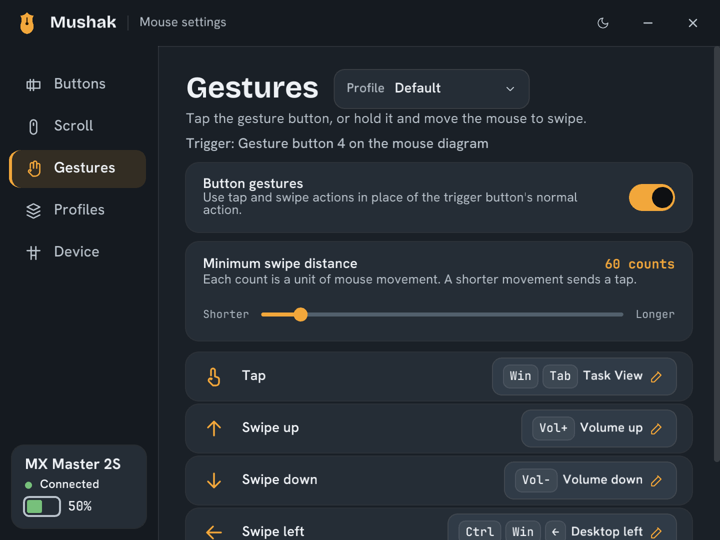 Mushak
Mouse settings
Buttons
Scroll
Gestures
Profiles
Device
MX Master 2S
Connected
50%
Gestures
Profile Default
Tap the gesture button, or hold it and move the mouse to swipe.
Trigger: Gesture button 4 on the mouse diagram
Button gestures
Use tap and swipe actions in place of the trigger button's normal
action.
Minimum swipe distance
60 counts
Each count is a unit of mouse movement. A shorter movement sends a tap.
Shorter
Longer
Tap
Win Tab Task View
Swipe up
Vol+ Volume up
Swipe down
Vol- Volume down
Swipe left
Ctrl Win ← Desktop left